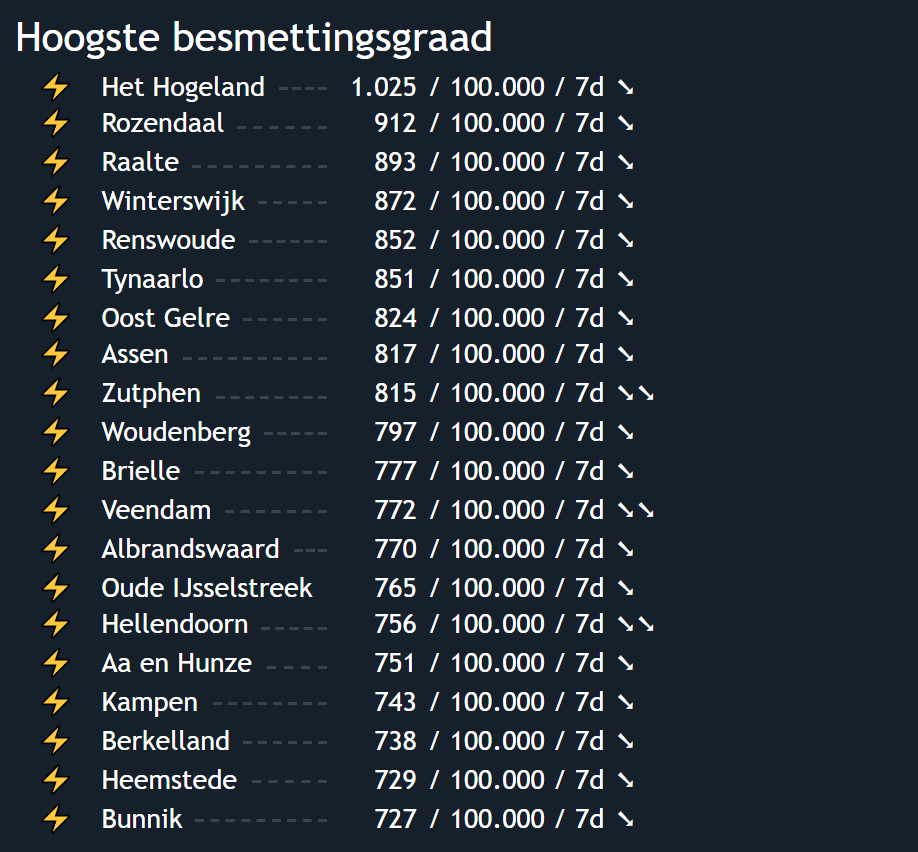 Hoogste besmettingsgraad
⚡ Het Hogeland ---- 1.025 / 100.000 / 7d ➘
⚡ Rozendaal ------ 912 / 100.000 / 7d ➘
⚡ Raalte --------- 893 / 100.000 / 7d ➘
⚡ Winterswijk ----- 872 / 100.000 / 7d ➘
⚡ Renswoude ------ 852 / 100.000 / 7d ➘
⚡ Tynaarlo -------- 851 / 100.000 / 7d ➘
⚡ Oost Gelre ------ 824 / 100.000 / 7d ➘
⚡ Assen ---------- 817 / 100.000 / 7d ➘
⚡ Zutphen -------- 815 / 100.000 / 7d ➘➘
⚡ Woudenberg ----- 797 / 100.000 / 7d ➘
⚡ Brielle --------- 777 / 100.000 / 7d ➘
⚡ Veendam ------- 772 / 100.000 / 7d ➘➘
⚡ Albrandswaard --- 770 / 100.000 / 7d ➘
⚡ Oude IJsselstreek 765 / 100.000 / 7d ➘
⚡ Hellendoorn ----- 756 / 100.000 / 7d ➘➘
⚡ Aa en Hunze ---- 751 / 100.000 / 7d ➘
⚡ Kampen -------- 743 / 100.000 / 7d ➘
⚡ Berkelland ------ 738 / 100.000 / 7d ➘
⚡ Heemstede ----- 729 / 100.000 / 7d ➘
⚡ Bunnik --------- 727 / 100.000 / 7d ➘